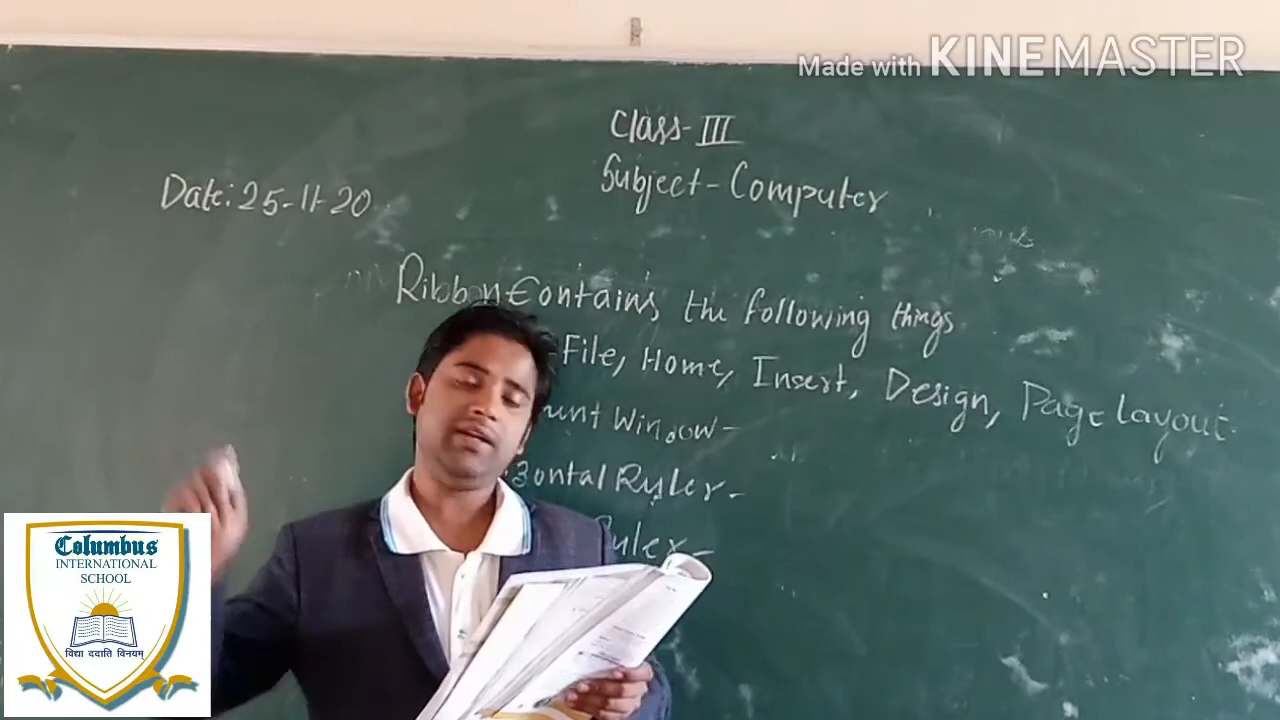 Made with KINEMASTER
Class-III
Subject-Computer
Date: 25-11-20
Ribbon Contains the following things
-File, Home, Insert, Design, Page Layout.
Window-
Ruler-
Columbus
INTERNATIONAL
SCHOOL
विद्या ददाति विनयम्